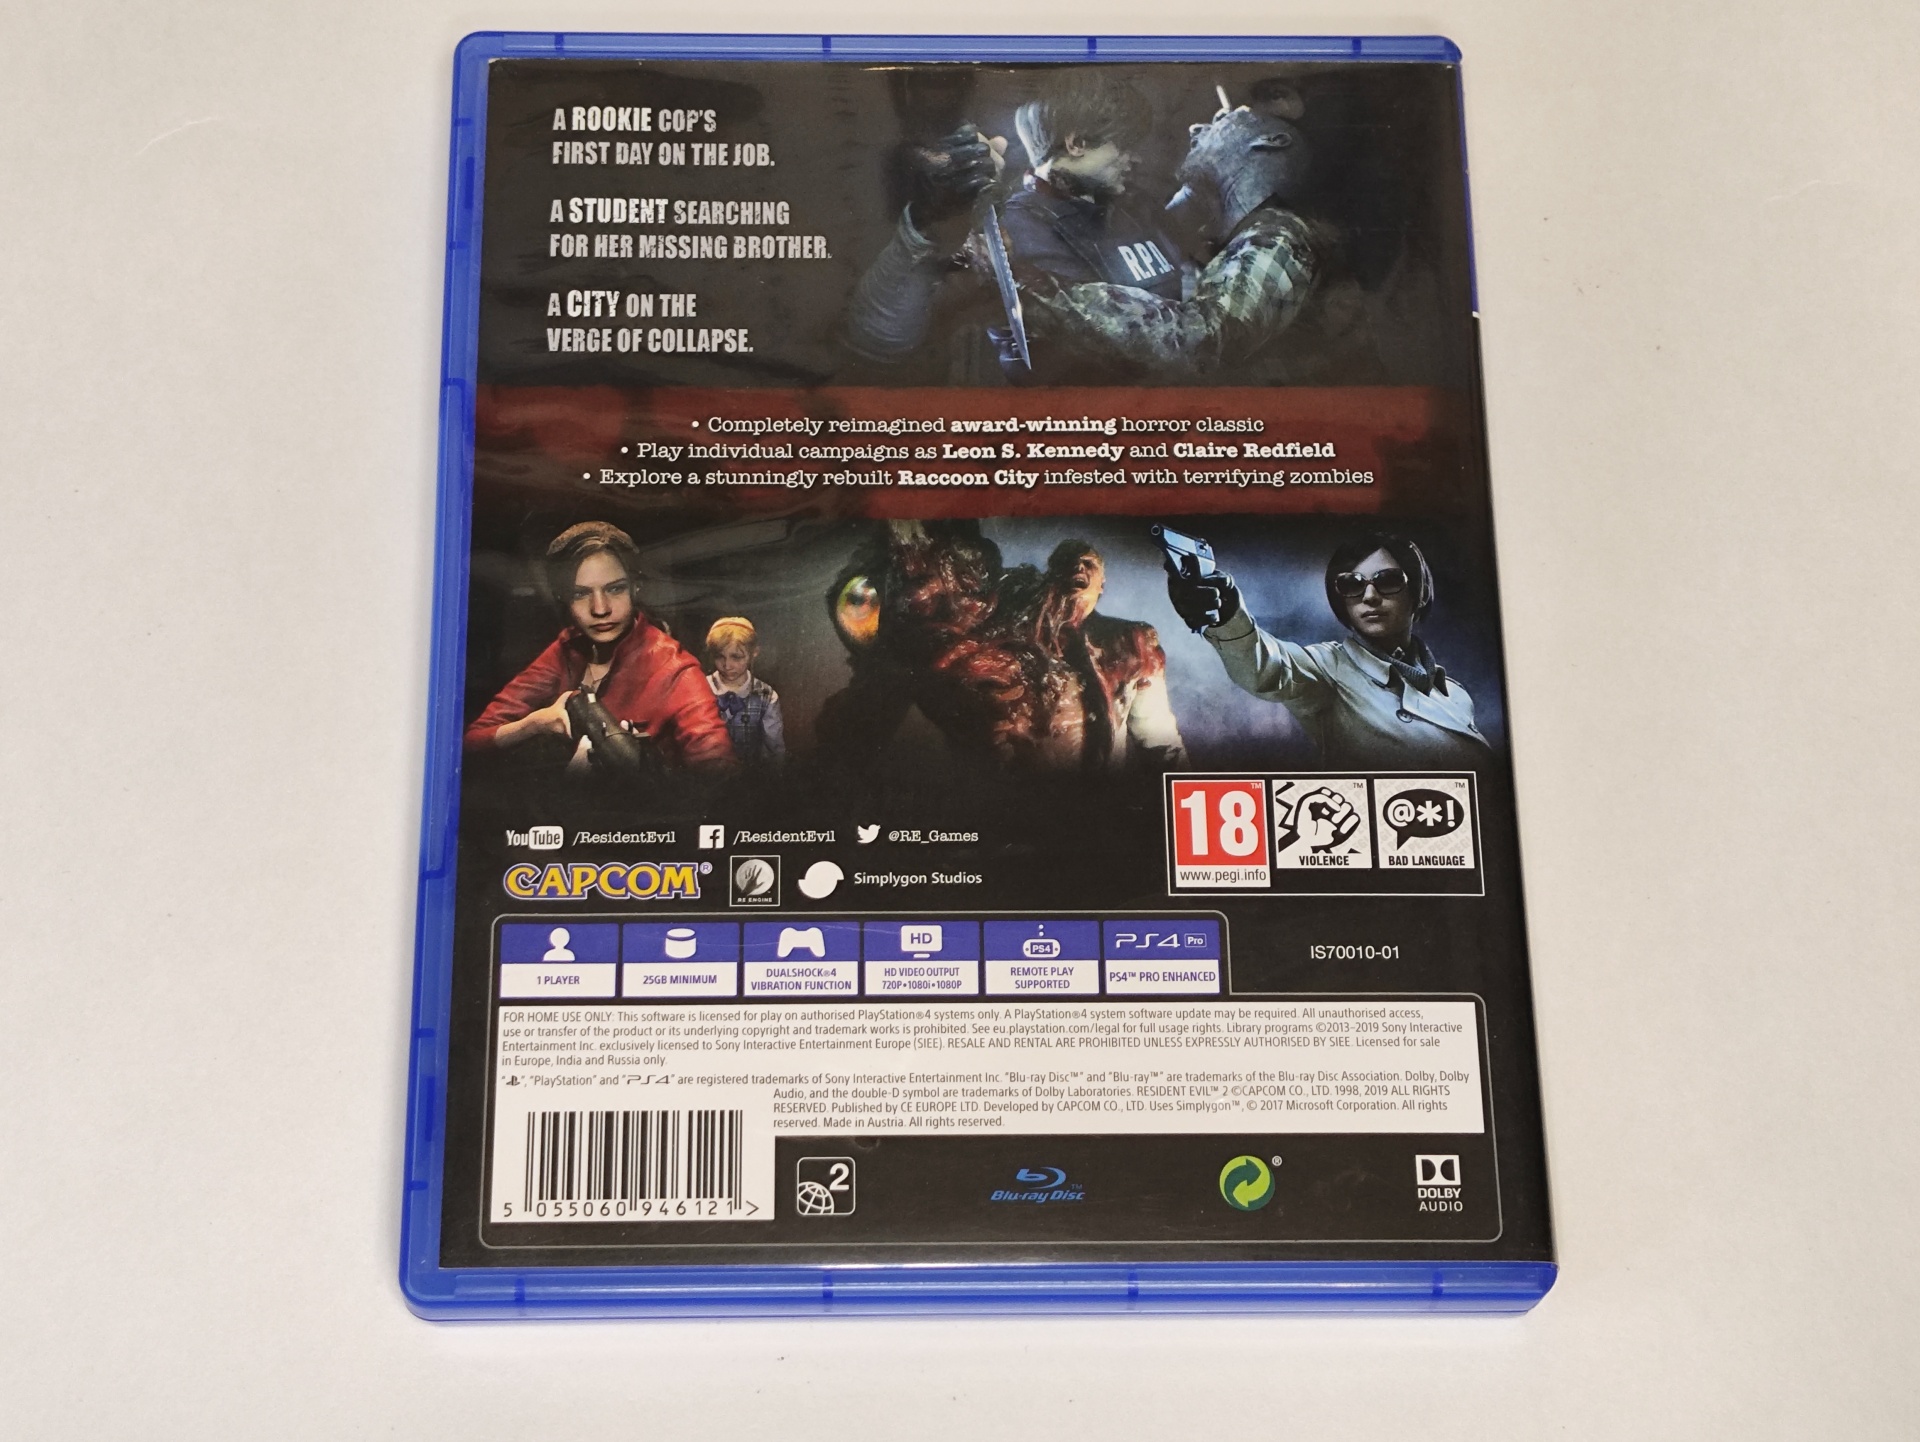 A ROOKIE COP'S
FIRST DAY ON THE JOB.
A STUDENT SEARCHING
FOR HER MISSING BROTHER.
A CITY ON THE
VERGE OF COLLAPSE.
R.P.D.
• Completely reimagined award-winning horror classic
• Play individual campaigns as Leon S. Kennedy and Claire Redfield
• Explore a stunningly rebuilt Raccoon City infested with terrifying zombies
YouTube /ResidentEvil f /ResidentEvil @RE_Games
CAPCOM® RE ENGINE Simplygon Studios
18 ™ ™ @*! ™
www.pegi.info VIOLENCE BAD LANGUAGE
HD PS4 PS4 Pro
1 PLAYER 25GB MINIMUM DUALSHOCK®4 VIBRATION FUNCTION HD VIDEO OUTPUT 720P•1080i•1080P REMOTE PLAY SUPPORTED PS4™ PRO ENHANCED
IS70010-01
FOR HOME USE ONLY: This software is licensed for play on authorised PlayStation®4 systems only. A PlayStation®4 system software update may be required. All unauthorised access,
use or transfer of the product or its underlying copyright and trademark works is prohibited. See eu.playstation.com/legal for full usage rights. Library programs ©2013-2019 Sony Interactive
Entertainment Inc. exclusively licensed to Sony Interactive Entertainment Europe (SIEE). RESALE AND RENTAL ARE PROHIBITED UNLESS EXPRESSLY AUTHORISED BY SIEE. Licensed for sale
in Europe, India and Russia only.
"PS", "PlayStation" and "PS4" are registered trademarks of Sony Interactive Entertainment Inc. "Blu-ray Disc™" and "Blu-ray™" are trademarks of the Blu-ray Disc Association. Dolby, Dolby
Audio, and the double-D symbol are trademarks of Dolby Laboratories. RESIDENT EVIL™ 2 ©CAPCOM CO., LTD. 1998, 2019 ALL RIGHTS
RESERVED. Published by CE EUROPE LTD. Developed by CAPCOM CO., LTD. Uses Simplygon™, © 2017 Microsoft Corporation. All rights
reserved. Made in Austria. All rights reserved.
5 055060 946121 >
2
Blu-ray Disc™
®
DOLBY
AUDIO